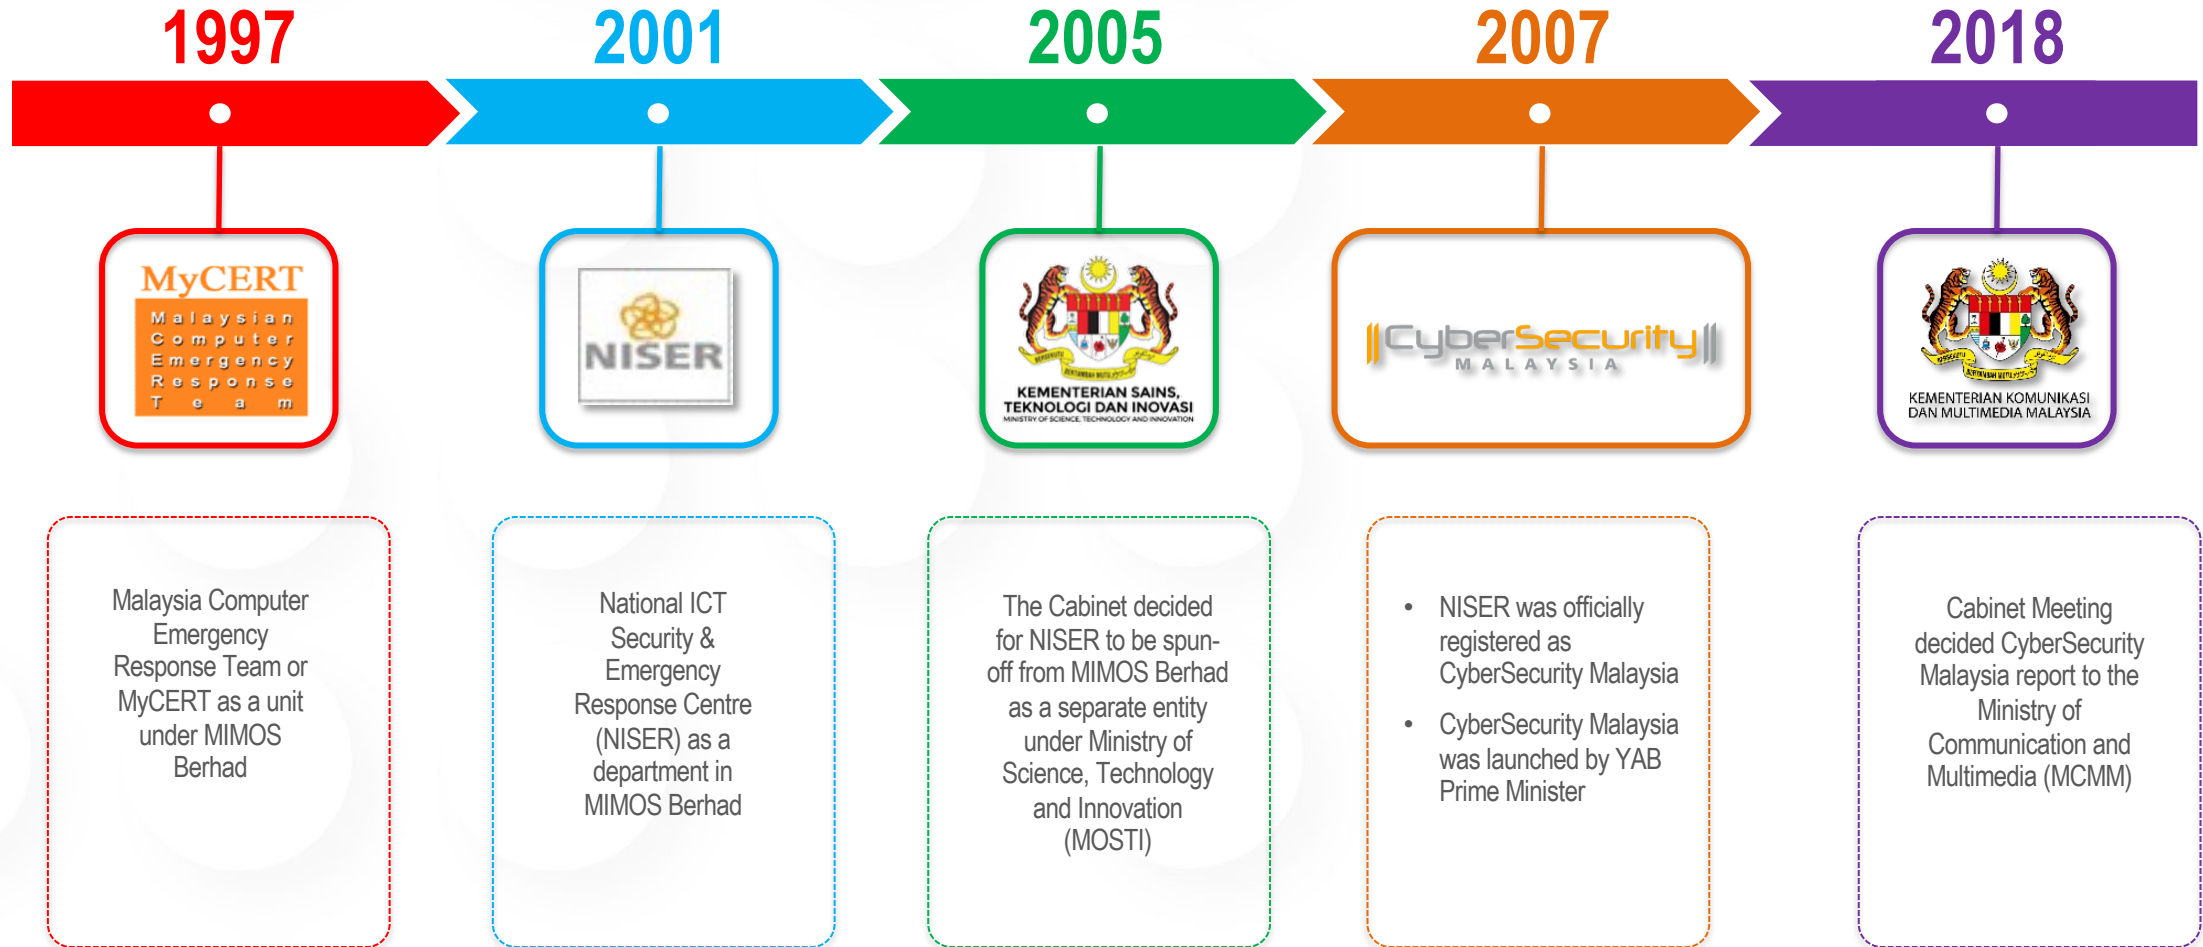 1997
2001
2005
2007
2018
MyCERT
Malaysian
Computer
Emergency
Response
Team
NISER
KEMENTERIAN SAINS,
TEKNOLOGI DAN INOVASI
MINISTRY OF SCIENCE, TECHNOLOGY AND INNOVATION
CyberSecurity
MALAYSIA
KEMENTERIAN KOMUNIKASI
DAN MULTIMEDIA MALAYSIA
Malaysia Computer
Emergency
Response Team or
MyCERT as a unit
under MIMOS
Berhad
National ICT
Security &
Emergency
Response Centre
(NISER) as a
department in
MIMOS Berhad
The Cabinet decided
for NISER to be spun-
off from MIMOS Berhad
as a separate entity
under Ministry of
Science, Technology
and Innovation
(MOSTI)
• NISER was officially
registered as
CyberSecurity Malaysia
• CyberSecurity Malaysia
was launched by YAB
Prime Minister
Cabinet Meeting
decided CyberSecurity
Malaysia report to the
Ministry of
Communication and
Multimedia (MCMM)